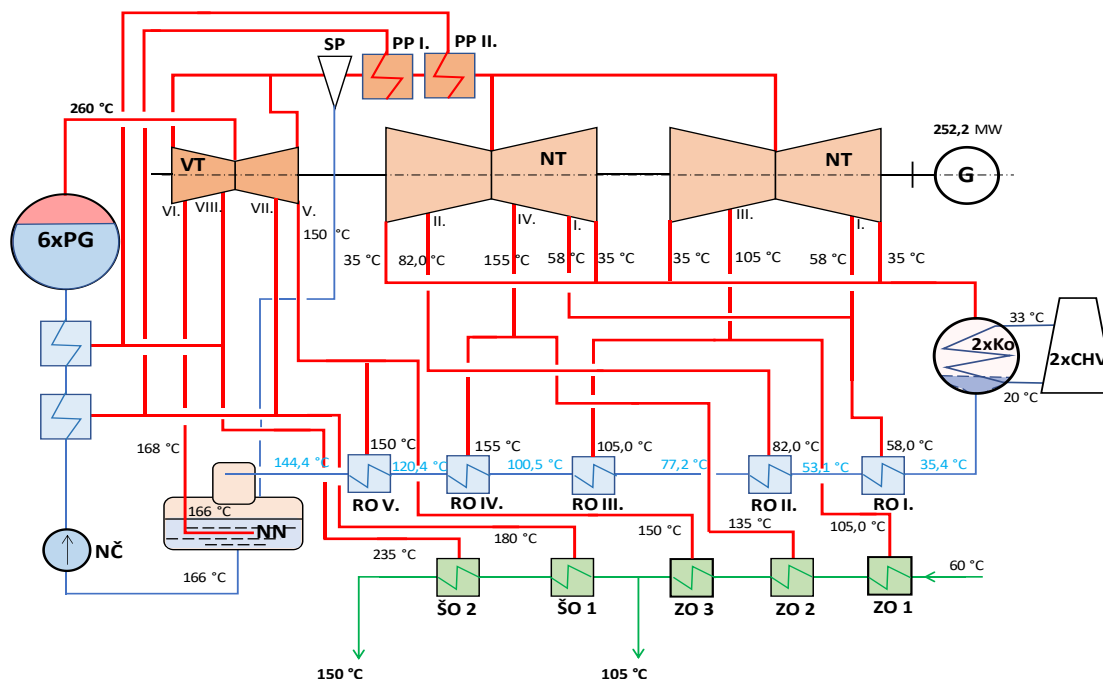 SP
PP I.
PP II.
260 °C
252,2 MW
VT
NT
NT
G
VI.
VIII.
VII.
V.
II.
IV.
I.
III.
I.
6xPG
150 °C
35 °C
82,0 °C
155 °C
58 °C
35 °C
35 °C
105 °C
58 °C
35 °C
33 °C
2xKo
2xCHV
20 °C
168 °C
144,4 °C
150 °C
120,4 °C
155 °C
100,5 °C
105,0 °C
77,2 °C
82,0 °C
53,1 °C
58,0 °C
35,4 °C
RO V.
RO IV.
RO III.
RO II.
RO I.
166 °C
NN
NČ
166 °C
235 °C
180 °C
150 °C
135 °C
105,0 °C
60 °C
ŠO 2
ŠO 1
ZO 3
ZO 2
ZO 1
150 °C
105 °C